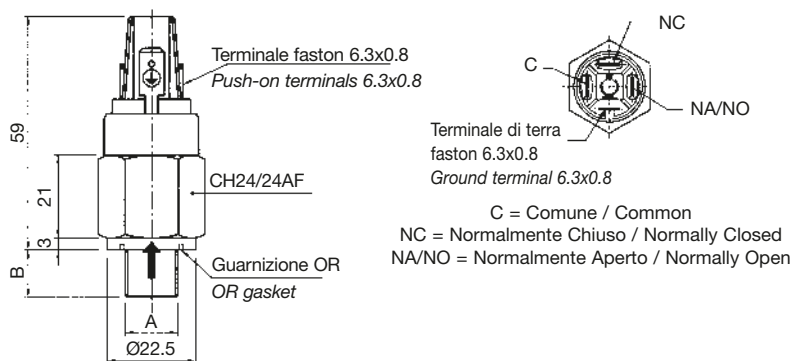 59
21
3
B
Terminale faston 6.3x0.8
Push-on terminals 6.3x0.8
CH24/24AF
Guarnizione OR
OR gasket
A
Ø22.5
NC
C
NA/NO
Terminale di terra
faston 6.3x0.8
Ground terminal 6.3x0.8
C = Comune / Common
NC = Normalmente Chiuso / Normally Closed
NA/NO = Normalmente Aperto / Normally Open